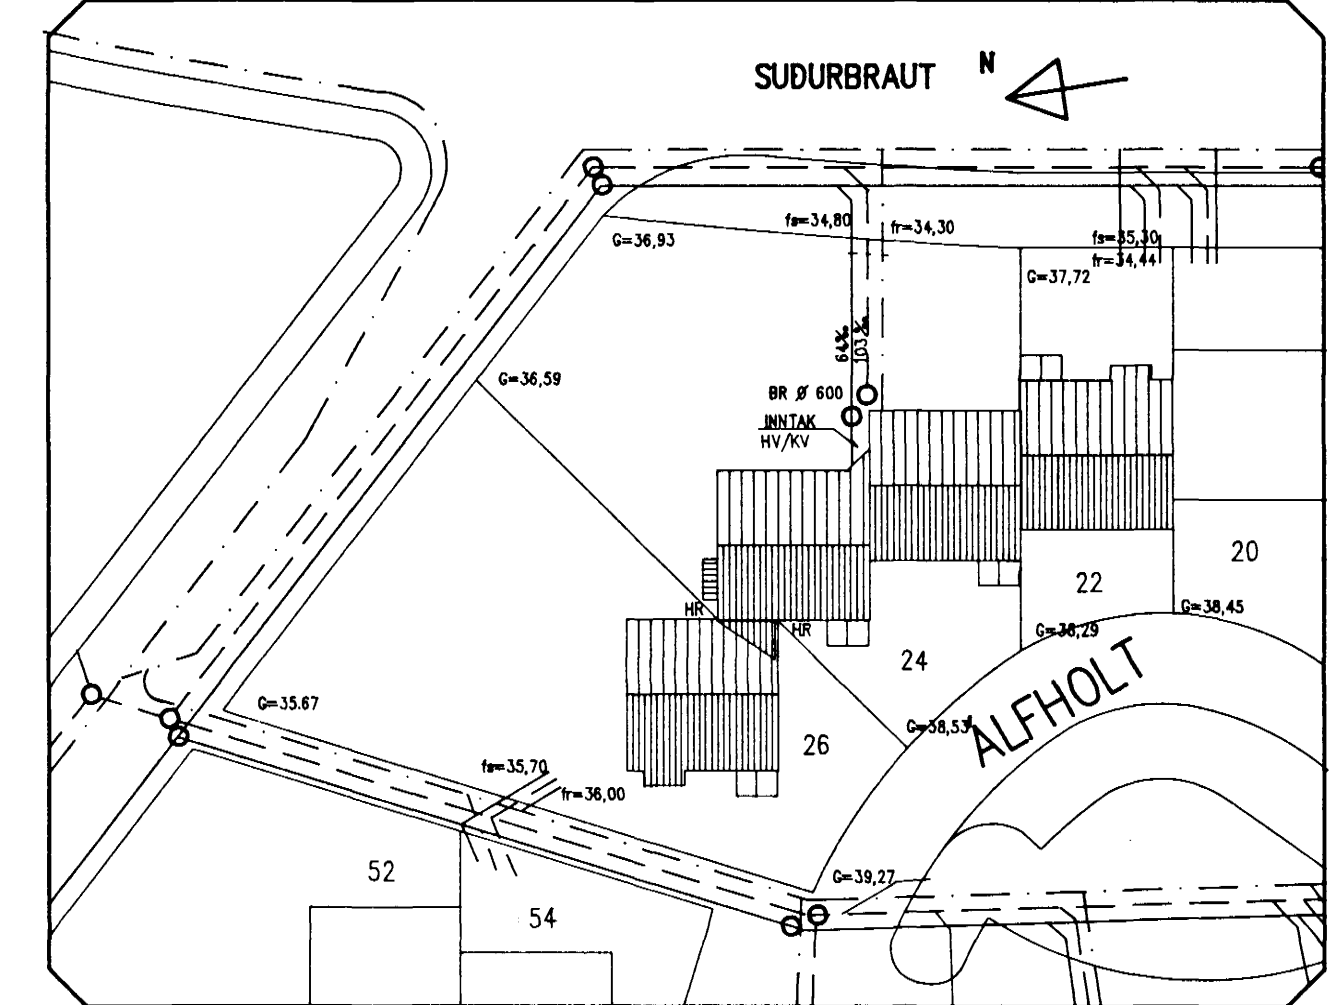 SUÐURBRAUT
N
fs=34,80
fr=34,30
G=36,93
fs=35,30
fr=34,44
G=37,72
64‰
103‰
G=36,59
BR Ø 600
INNTAK
HV/KV
20
22
G=38,45
HR
HR
G=38,29
24
ALFHOLT
G=35.67
G=38,53
26
fs=35,70
fr=36,00
52
G=39,27
54